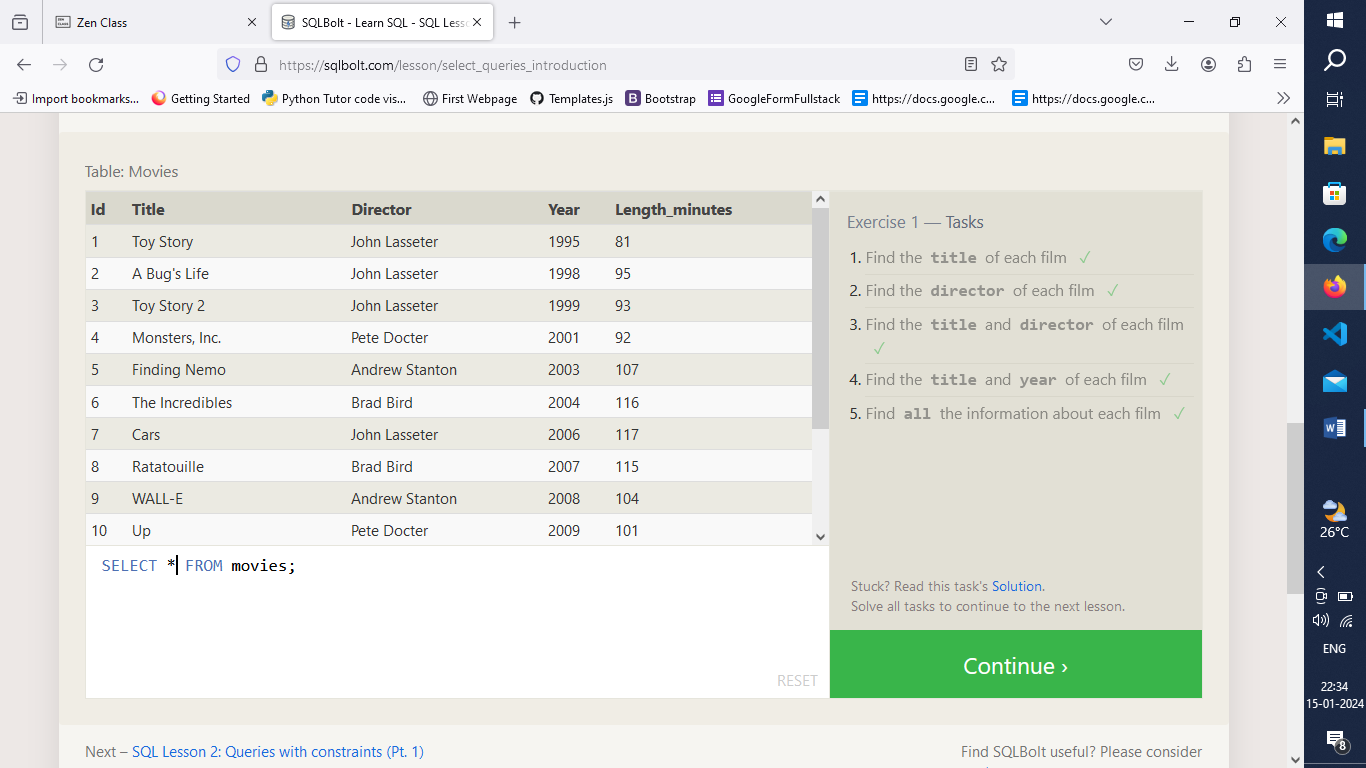 Zen Class
SQLBolt - Learn SQL - SQL Less
https://sqlbolt.com/lesson/select_queries_introduction
Import bookmarks... Getting Started Python Tutor code vis... First Webpage Templates.js Bootstrap GoogleFormFullstack https://docs.google.c... https://docs.google.c...
Table: Movies
Id Title Director Year Length_minutes
1 Toy Story John Lasseter 1995 81
2 A Bug's Life John Lasseter 1998 95
3 Toy Story 2 John Lasseter 1999 93
4 Monsters, Inc. Pete Docter 2001 92
5 Finding Nemo Andrew Stanton 2003 107
6 The Incredibles Brad Bird 2004 116
7 Cars John Lasseter 2006 117
8 Ratatouille Brad Bird 2007 115
9 WALL-E Andrew Stanton 2008 104
10 Up Pete Docter 2009 101
SELECT * FROM movies;
RESET
Exercise 1 — Tasks
1. Find the title of each film ✓
2. Find the director of each film ✓
3. Find the title and director of each film
✓
4. Find the title and year of each film ✓
5. Find all the information about each film ✓
Stuck? Read this task's Solution.
Solve all tasks to continue to the next lesson.
Continue ›
Next – SQL Lesson 2: Queries with constraints (Pt. 1)
Find SQLBolt useful? Please consider
26°C
ENG
22:34
15-01-2024
8